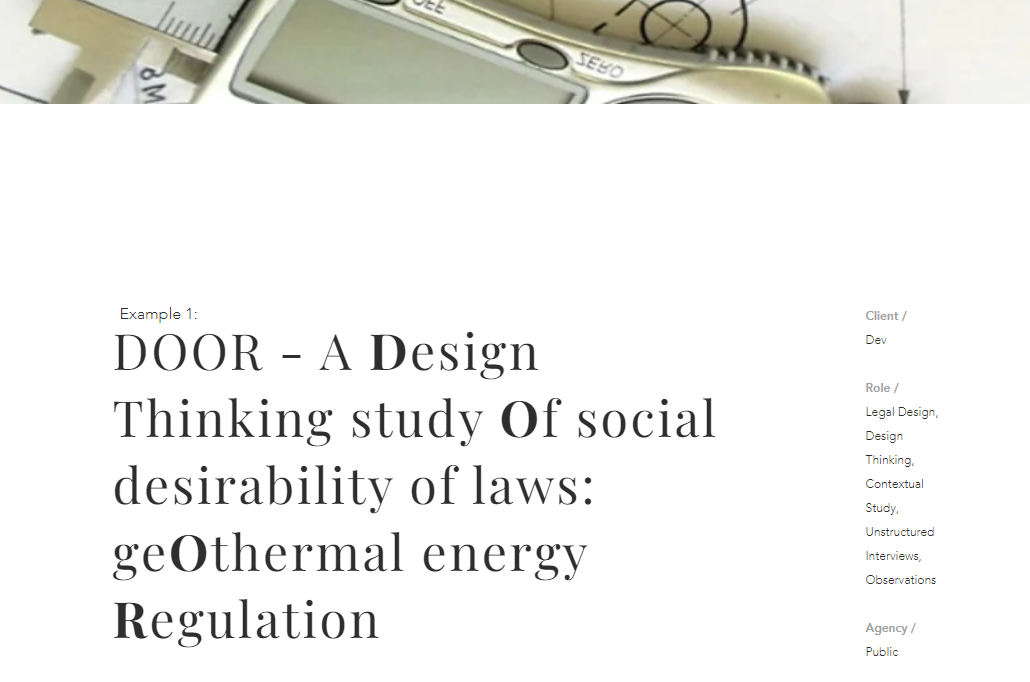 OFF
ZERO
Example 1:
DOOR - A Design
Thinking study Of social
desirability of laws:
geOthermal energy
Regulation
Client /
Dev
Role /
Legal Design,
Design
Thinking,
Contextual
Study,
Unstructured
Interviews,
Observations
Agency /
Public